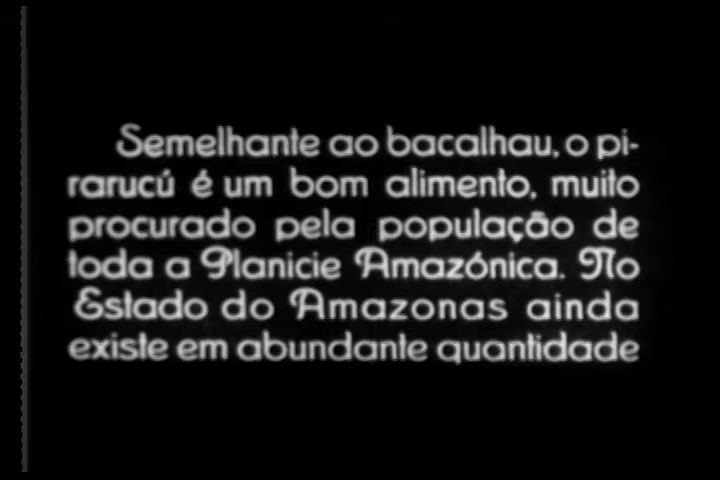 Semelhante ao bacalhau, o pi-
rarucú é um bom alimento, muito
procurado pela população de
toda a Planicie Amazónica. No
Estado do Amazonas ainda
existe em abundante quantidade